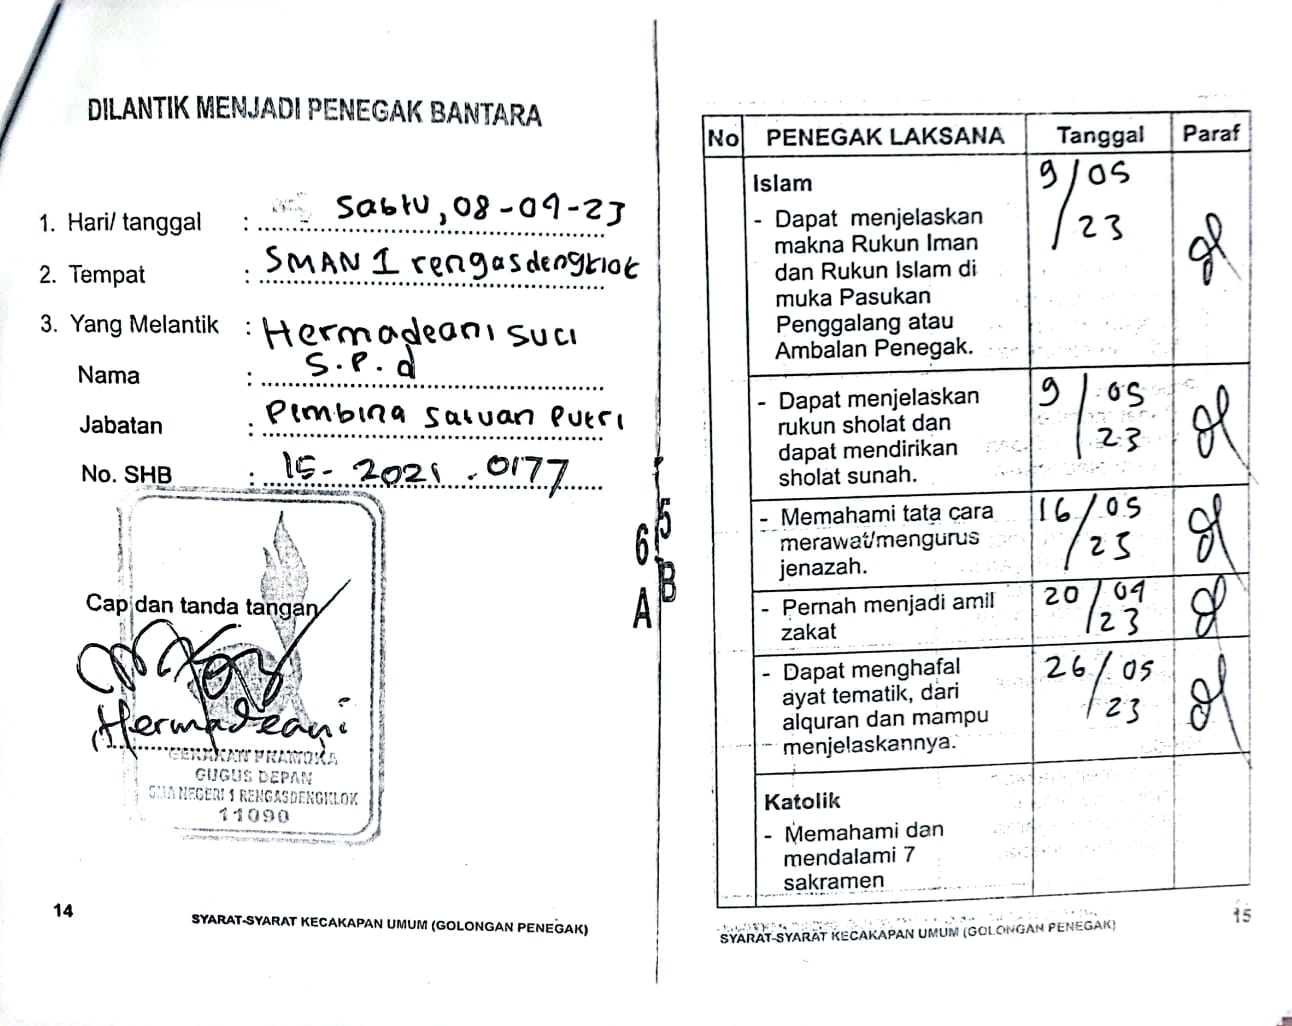 DILANTIK MENJADI PENEGAK BANTARA
1. Hari/ tanggal : Sabtu, 08-09-23
2. Tempat : SMAN 1 rengasdengklok
3. Yang Melantik : Hermadeani suci
S.P.d
Nama :
Jabatan : Pembina Satuan Putri
No. SHB : 15-2021.0177
Cap dan tanda tangan
Hermadeani
GERAKAN PRAMUKA
GUGUS DEPAN
SMA NEGERI 1 RENGASDENGKLOK
11090
14
SYARAT-SYARAT KECAKAPAN UMUM (GOLONGAN PENEGAK)
6 5
A B
No PENEGAK LAKSANA Tanggal Paraf
Islam
- Dapat menjelaskan
makna Rukun Iman
dan Rukun Islam di
muka Pasukan
Penggalang atau
Ambalan Penegak.
9/05
23
- Dapat menjelaskan
rukun sholat dan
dapat mendirikan
sholat sunah.
9/05
23
- Memahami tata cara
merawat/mengurus
jenazah.
16/05
23
- Pernah menjadi amil
zakat
20/04
23
- Dapat menghafal
ayat tematik, dari
alquran dan mampu
menjelaskannya.
26/05
23
Katolik
- Memahami dan
mendalami 7
sakramen
SYARAT-SYARAT KECAKAPAN UMUM (GOLONGAN PENEGAK)
15